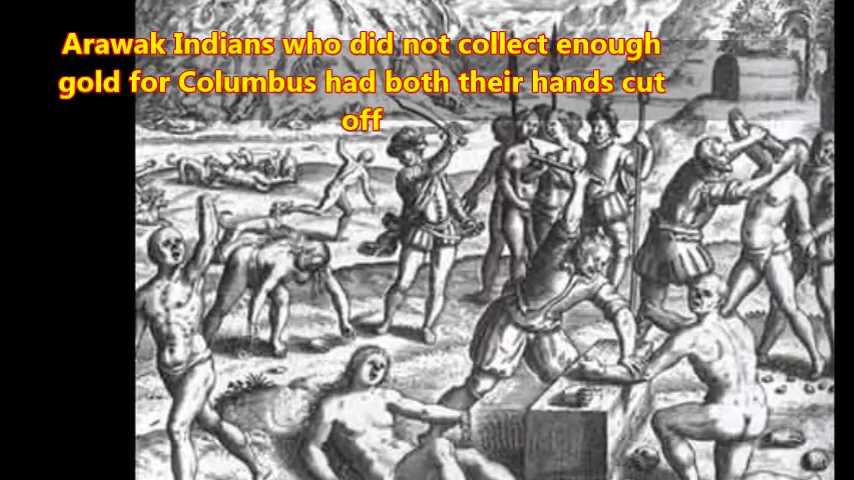 Arawak Indians who did not collect enough
gold for Columbus had both their hands cut
off